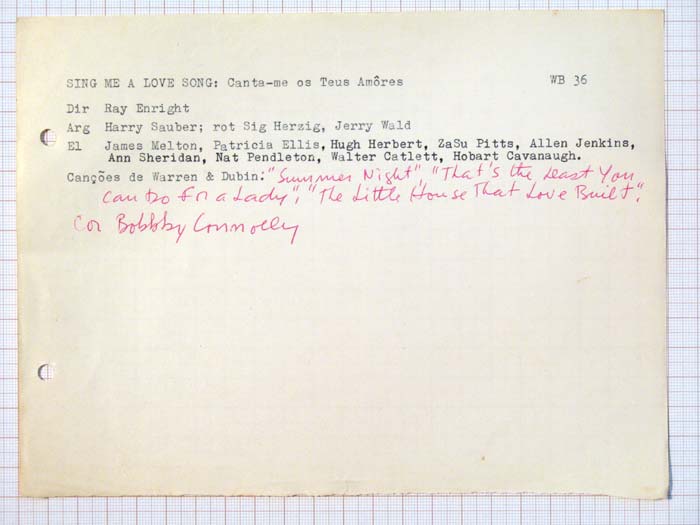 SING ME A LOVE SONG: Canta-me os Teus Amôres WB 36
Dir Ray Enright
Arg Harry Sauber; rot Sig Herzig, Jerry Wald
El James Melton, Patricia Ellis, Hugh Herbert, ZaSu Pitts, Allen Jenkins,
Ann Sheridan, Nat Pendleton, Walter Catlett, Hobart Cavanaugh.
Canções de Warren & Dubin: "Summer Night", "That's the Least You
can Do For a Lady", "The Little House That Love Built".
Cor Bobbby Connolly